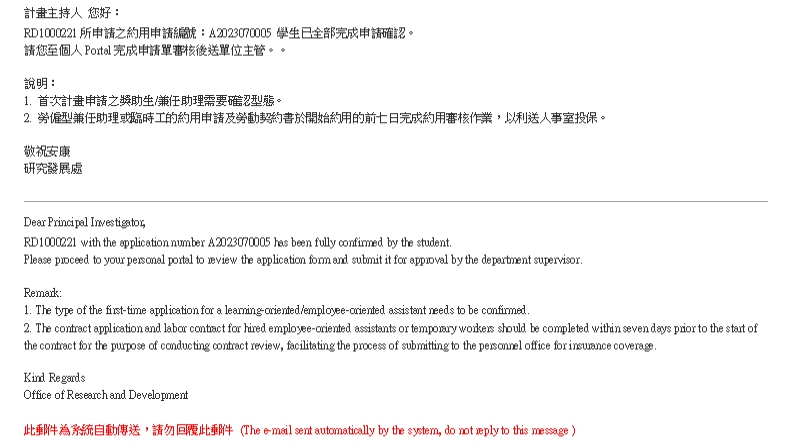 計畫主持人 您好：
RD1000221 所申請之約用申請編號：A2023070005 學生已全部完成申請確認。
請您至個人 Portal 完成申請單審核後送單位主管。。
說明：
1. 首次計畫申請之獎助生/兼任助理需要確認型態。
2. 勞僱型兼任助理或臨時工的約用申請及勞動契約書於開始約用的前七日完成約用審核作業，以利送人事室投保。
敬祝安康
研究發展處
Dear Principal Investigator,
RD1000221 with the application number A2023070005 has been fully confirmed by the student.
Please proceed to your personal portal to review the application form and submit it for approval by the department supervisor.
Remark:
1. The type of the first-time application for a learning-oriented/employee-oriented assistant needs to be confirmed.
2. The contract application and labor contract for hired employee-oriented assistants or temporary workers should be completed within seven days prior to the start of
the contract for the purpose of conducting contract review, facilitating the process of submitting to the personnel office for insurance coverage.
Kind Regards
Office of Research and Development
此郵件為系統自動傳送，請勿回覆此郵件 (The e-mail sent automatically by the system, do not reply to this message )